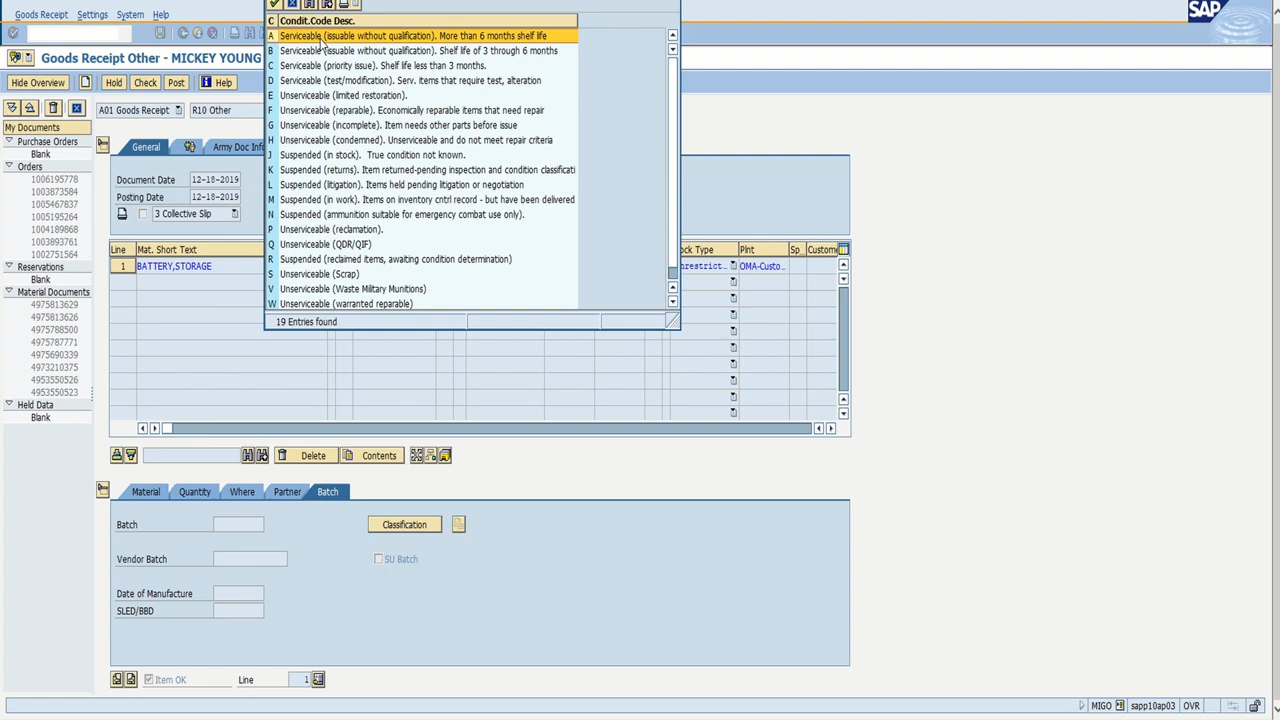 Goods Receipt Settings System Help
SAP
Goods Receipt Other - MICKEY YOUNG
Hide Overview Hold Check Post Help
A01 Goods Receipt R10 Other
My Documents
Purchase Orders
Blank
Orders
1006195778
1003873584
1005467837
1005195264
1004189868
1003893761
1002751564
Reservations
Blank
Material Documents
4975813629
4975813626
4975788500
4975787771
4975690339
4973210375
4953550526
4953550523
Held Data
Blank
General Army Doc Info
Document Date 12-18-2019
Posting Date 12-18-2019
3 Collective Slip
C Condit.Code Desc.
A Serviceable (issuable without qualification). More than 6 months shelf life
B Serviceable (issuable without qualification). Shelf life of 3 through 6 months
C Serviceable (priority issue). Shelf life less than 3 months.
D Serviceable (test/modification). Serv. items that require test, alteration
E Unserviceable (limited restoration).
F Unserviceable (reparable). Economically reparable items that need repair
G Unserviceable (incomplete). Item needs other parts before issue
H Unserviceable (condemned). Unserviceable and do not meet repair criteria
J Suspended (in stock). True condition not known.
K Suspended (returns). Item returned-pending inspection and condition classificati
L Suspended (litigation). Items held pending litigation or negotiation
M Suspended (in work). Items on inventory cntrl record - but have been delivered
N Suspended (ammunition suitable for emergency combat use only).
P Unserviceable (reclamation).
Q Unserviceable (QDR/QIF)
R Suspended (reclaimed items, awaiting condition determination)
S Unserviceable (Scrap)
V Unserviceable (Waste Military Munitions)
W Unserviceable (warranted reparable)
19 Entries found
Line Mat. Short Text ock Type Plnt Sp... Custome
1 BATTERY,STORAGE nrestrict... OMA-Custo...
Delete Contents
Material Quantity Where Partner Batch
Batch Classification
Vendor Batch SU Batch
Date of Manufacture
SLED/BBD
Item OK Line 1
MIGO sapp10ap03 OVR